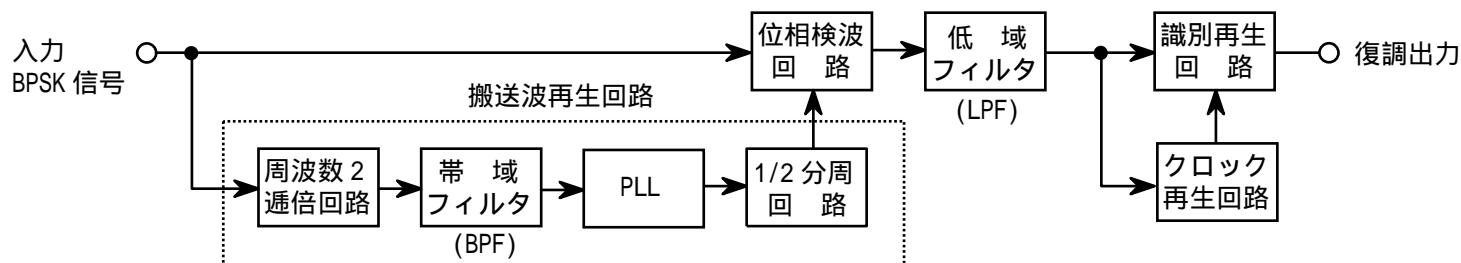 入力
BPSK 信号
搬送波再生回路
周波数 2
逓倍回路
帯 域
フィルタ
(BPF)
PLL
1/2 分周
回 路
位相検波
回 路
低 域
フィルタ
(LPF)
識別再生
回 路
クロック
再生回路
復調出力